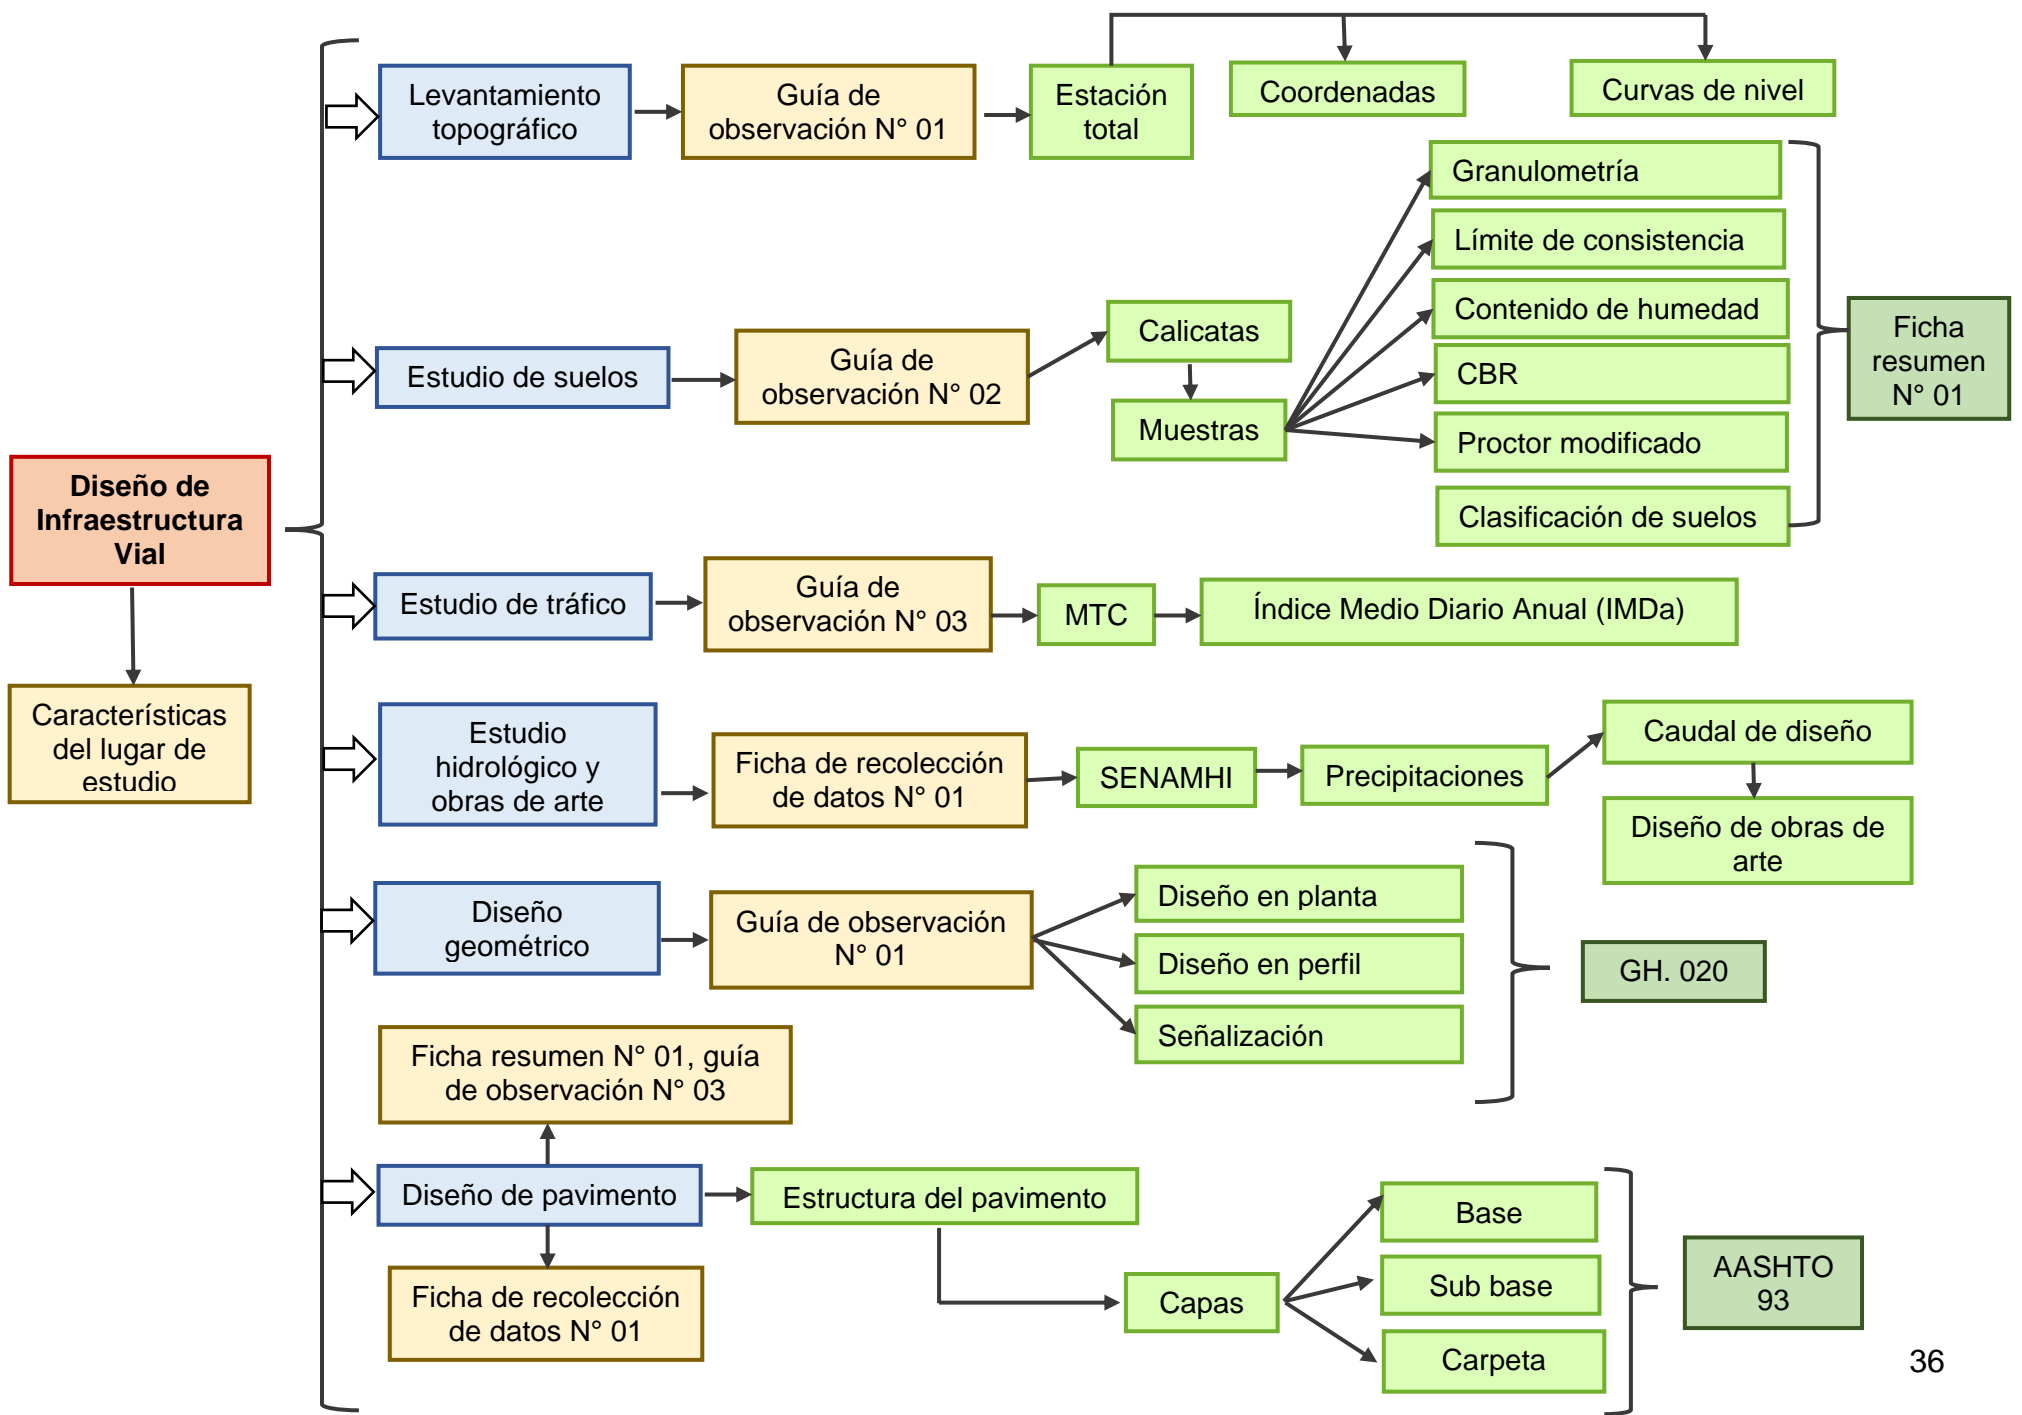 Levantamiento
topográfico
Guía de
observación N° 01
Estación
total
Coordenadas
Curvas de nivel
Granulometría
Límite de consistencia
Contenido de humedad
CBR
Proctor modificado
Clasificación de suelos
Ficha
resumen
N° 01
Estudio de suelos
Guía de
observación N° 02
Calicatas
Muestras
Diseño de
Infraestructura
Vial
Características
del lugar de
estudio
Estudio de tráfico
Guía de
observación N° 03
MTC
Índice Medio Diario Anual (IMDa)
Estudio
hidrológico y
obras de arte
Ficha de recolección
de datos N° 01
SENAMHI
Precipitaciones
Caudal de diseño
Diseño de obras de
arte
Diseño
geométrico
Guía de observación
N° 01
Diseño en planta
Diseño en perfil
Señalización
GH. 020
Ficha resumen N° 01, guía
de observación N° 03
Diseño de pavimento
Estructura del pavimento
Ficha de recolección
de datos N° 01
Capas
Base
Sub base
Carpeta
AASHTO
93
36